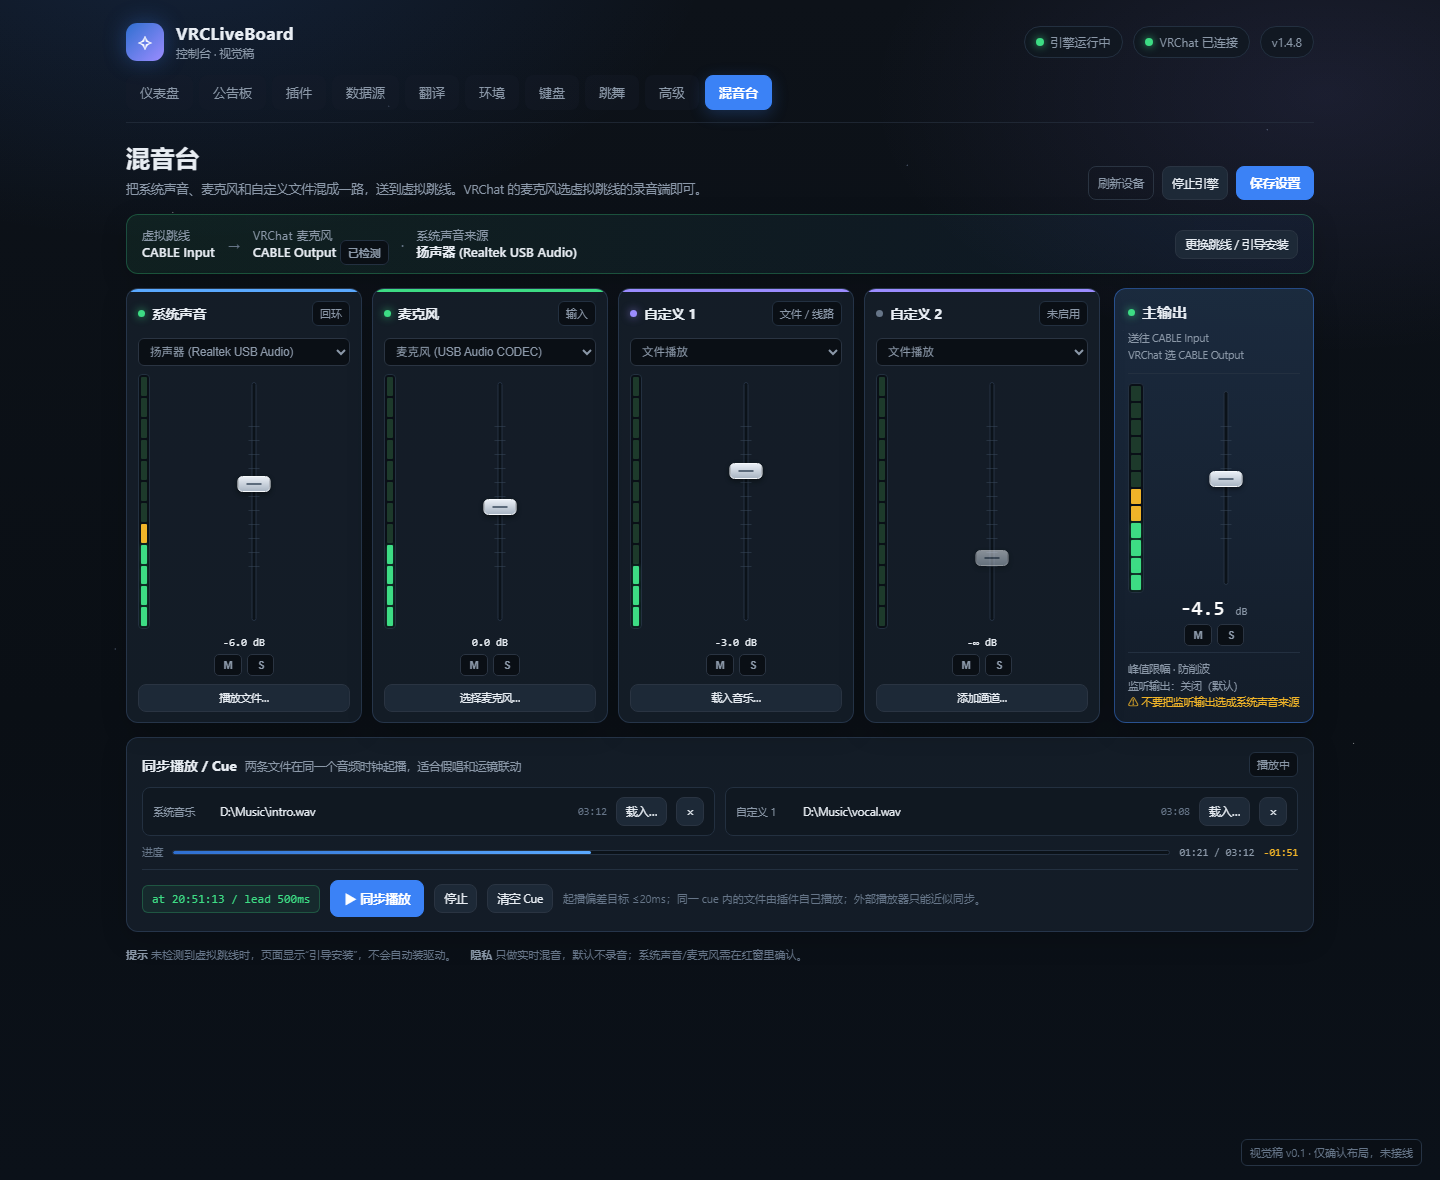 VRCLiveBoard
控制台 · 视觉稿
引擎运行中
VRChat 已连接
v1.4.8
仪表盘 公告板 插件 数据源 翻译 环境 键盘 跳舞 高级 混音台
混音台
把系统声音、麦克风和自定义文件混成一路，送到虚拟跳线。VRChat 的麦克风选虚拟跳线的录音端即可。
刷新设备 停止引擎 保存设置
虚拟跳线
CABLE Input
→
VRChat 麦克风
CABLE Output 已检测
·
系统声音来源
扬声器 (Realtek USB Audio)
更换跳线 / 引导安装
系统声音 回环
扬声器 (Realtek USB Audio)
-6.0 dB
M S
播放文件...
麦克风 输入
麦克风 (USB Audio CODEC)
0.0 dB
M S
选择麦克风...
自定义 1 文件 / 线路
文件播放
-3.0 dB
M S
载入音乐...
自定义 2 未启用
文件播放
-∞ dB
M S
添加通道...
主输出
送往 CABLE Input
VRChat 选 CABLE Output
-4.5 dB
M S
峰值限幅 · 防削波
监听输出：关闭（默认）
⚠ 不要把监听输出选成系统声音来源
同步播放 / Cue 两条文件在同一个音频时钟起播，适合假唱和运镜联动
播放中
系统音乐 D:\Music\intro.wav 03:12 载入... ×
自定义 1 D:\Music\vocal.wav 03:08 载入... ×
进度 01:21 / 03:12 -01:51
at 20:51:13 / lead 500ms ▶ 同步播放 停止 清空 Cue 起播偏差目标 ≤20ms；同一 cue 内的文件由插件自己播放；外部播放器只能近似同步。
提示 未检测到虚拟跳线时，页面显示“引导安装”，不会自动装驱动。 隐私 只做实时混音，默认不录音；系统声音/麦克风需在红窗里确认。
视觉稿 v0.1 · 仅确认布局，未接线